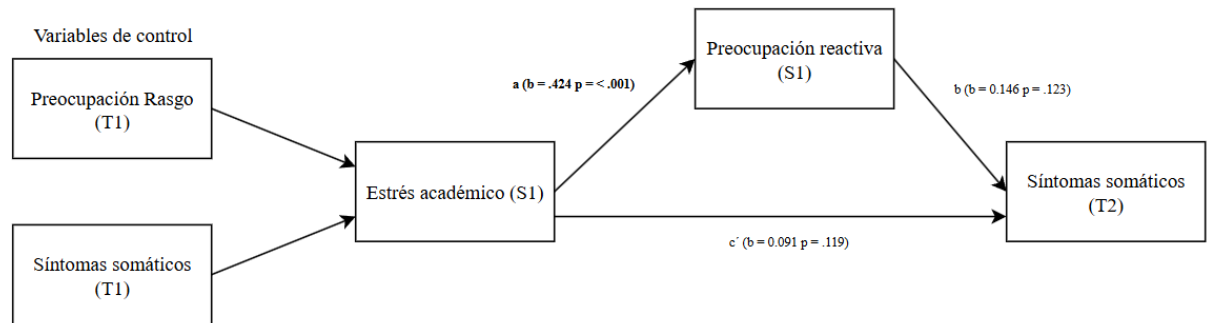 Variables de control
Preocupación Rasgo
(T1)
Síntomas somáticos
(T1)
Estrés académico (S1)
a (b = .424 p = < .001)
Preocupación reactiva
(S1)
b (b = 0.146 p = .123)
c´ (b = 0.091 p = .119)
Síntomas somáticos
(T2)